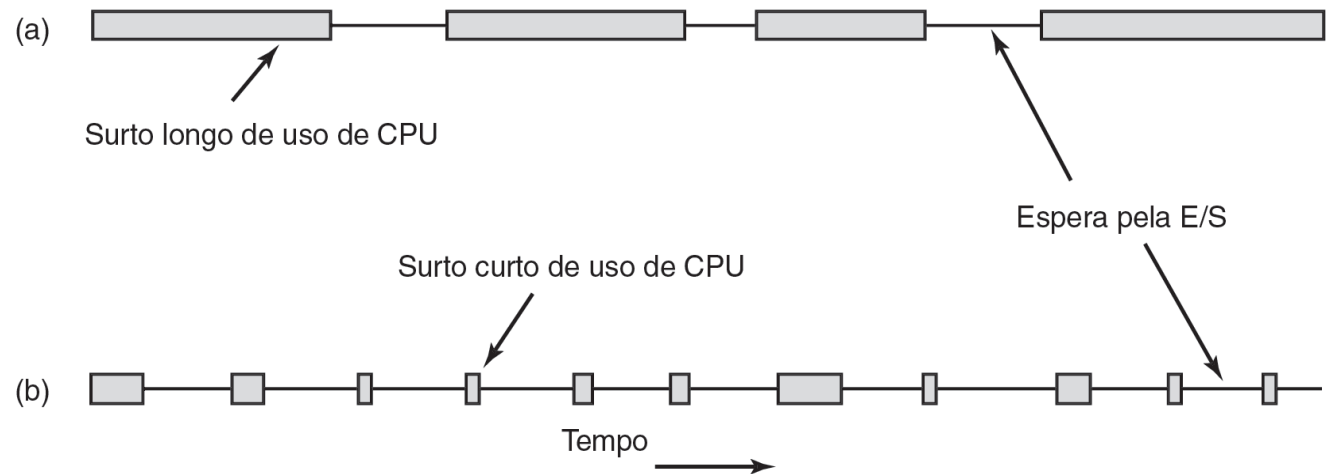 (a)
Surto longo de uso de CPU
Espera pela E/S
Surto curto de uso de CPU
(b)
Tempo